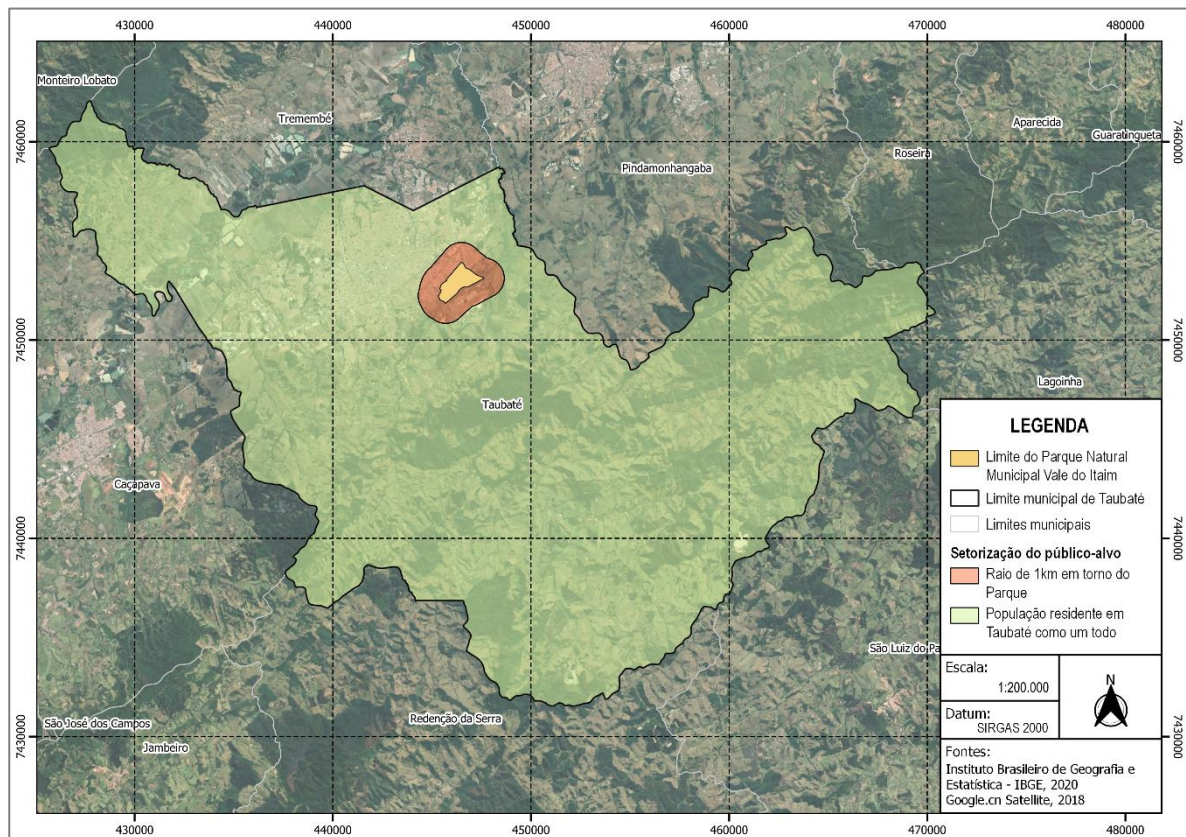 430000
440000
450000
460000
470000
480000
Monteiro Lobato
Tremembé
Aparecida
Guaratingueta
7460000
7460000
Roseira
Pindamonhangaba
7450000
7450000
Lagoinha
Taubaté
Caçapava
7440000
7440000
LEGENDA
Limite do Parque Natural
Municipal Vale do Itaim
Limite municipal de Taubaté
Limites municipais
Setorização do público-alvo
Raio de 1km em torno do
Parque
População residente em
Taubaté como um todo
São Luiz do Pa
Escala:
1:200.000
N
Datum:
SIRGAS 2000
Fontes:
Instituto Brasileiro de Geografia e
Estatística - IBGE, 2020
Google.cn Satellite, 2018
São José dos Campos
Redenção da Serra
Jambeiro
7430000
7430000
430000
440000
450000
460000
470000
480000